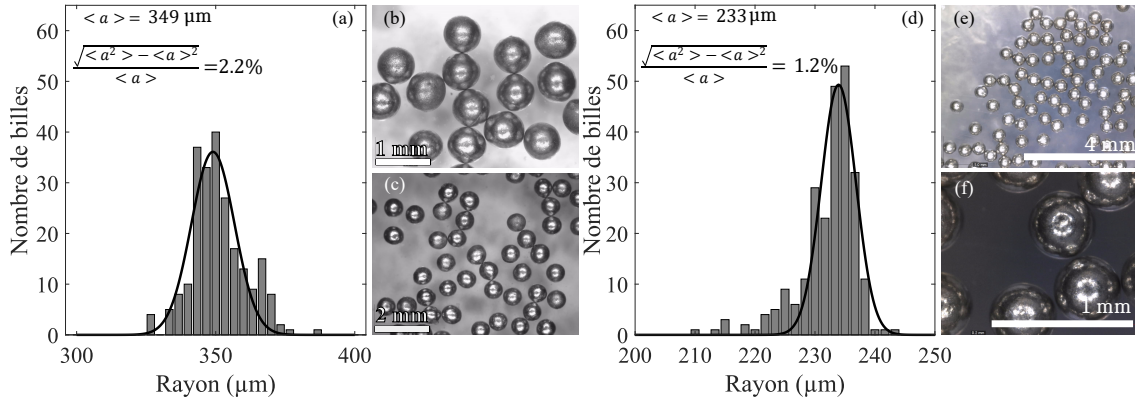 (a)
< a > = 349 µm
√(< a² > − < a >²) / < a > = 2.2%
60
50
40
30
20
10
0
Nombre de billes
300
350
400
Rayon (µm)
(b)
1 mm
(c)
2 mm
(d)
< a > = 233 µm
√(< a² > − < a >²) / < a > = 1.2%
60
50
40
30
20
10
0
Nombre de billes
200
210
220
230
240
250
Rayon (µm)
(e)
4 mm
(f)
1 mm